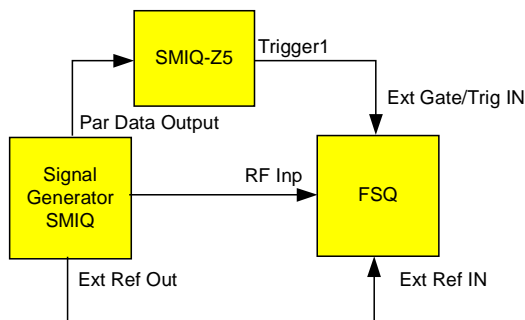 SMIQ-Z5
Trigger1
Ext Gate/Trig IN
Par Data Output
Signal
Generator
SMIQ
RF Inp
FSQ
Ext Ref Out
Ext Ref IN